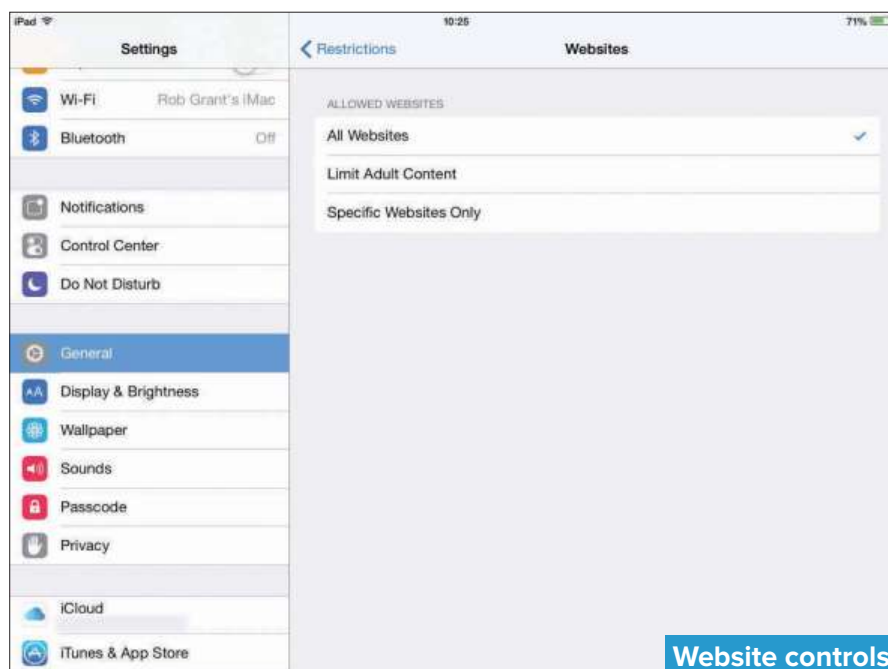 iPad 10:25 71%
Settings
Restrictions Websites
Wi-Fi Rob Grant's iMac
Bluetooth Off
Notifications
Control Center
Do Not Disturb
General
Display & Brightness
Wallpaper
Sounds
Passcode
Privacy
iCloud
iTunes & App Store
ALLOWED WEBSITES
All Websites
Limit Adult Content
Specific Websites Only
Website controls